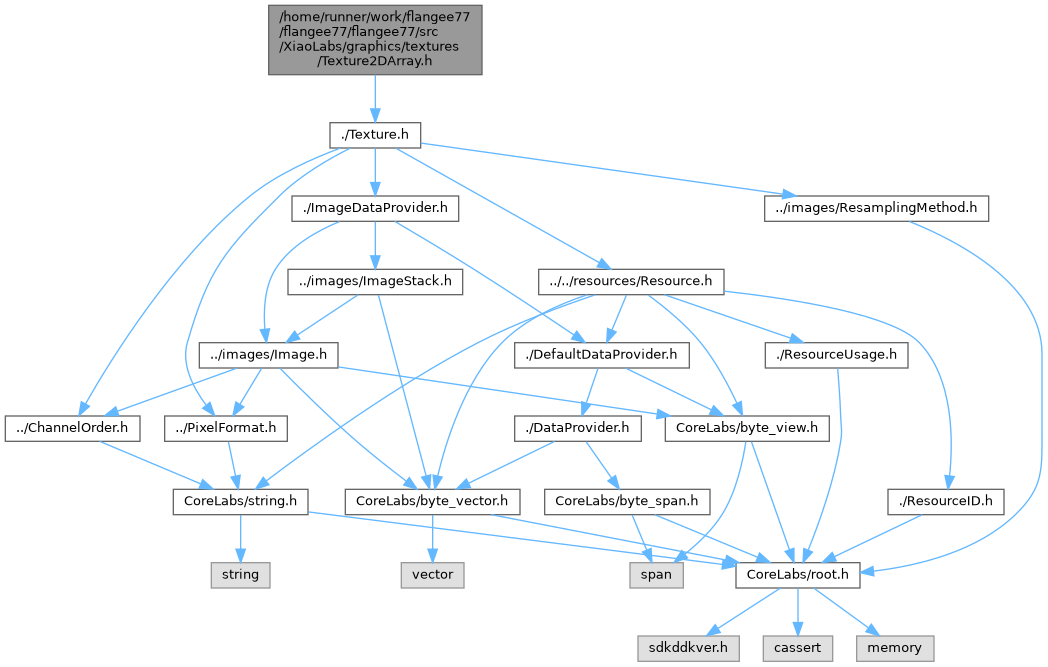 /home/runner/work/flangee77
/flangee77/flangee77/src
/XiaoLabs/graphics/textures
/Texture2DArray.h
./Texture.h
./ImageDataProvider.h
../images/ResamplingMethod.h
../images/ImageStack.h
../../resources/Resource.h
../images/Image.h
./DefaultDataProvider.h
./ResourceUsage.h
../ChannelOrder.h
../PixelFormat.h
./DataProvider.h
CoreLabs/byte_view.h
CoreLabs/string.h
CoreLabs/byte_vector.h
CoreLabs/byte_span.h
./ResourceID.h
string
vector
span
CoreLabs/root.h
sdkddkver.h
cassert
memory